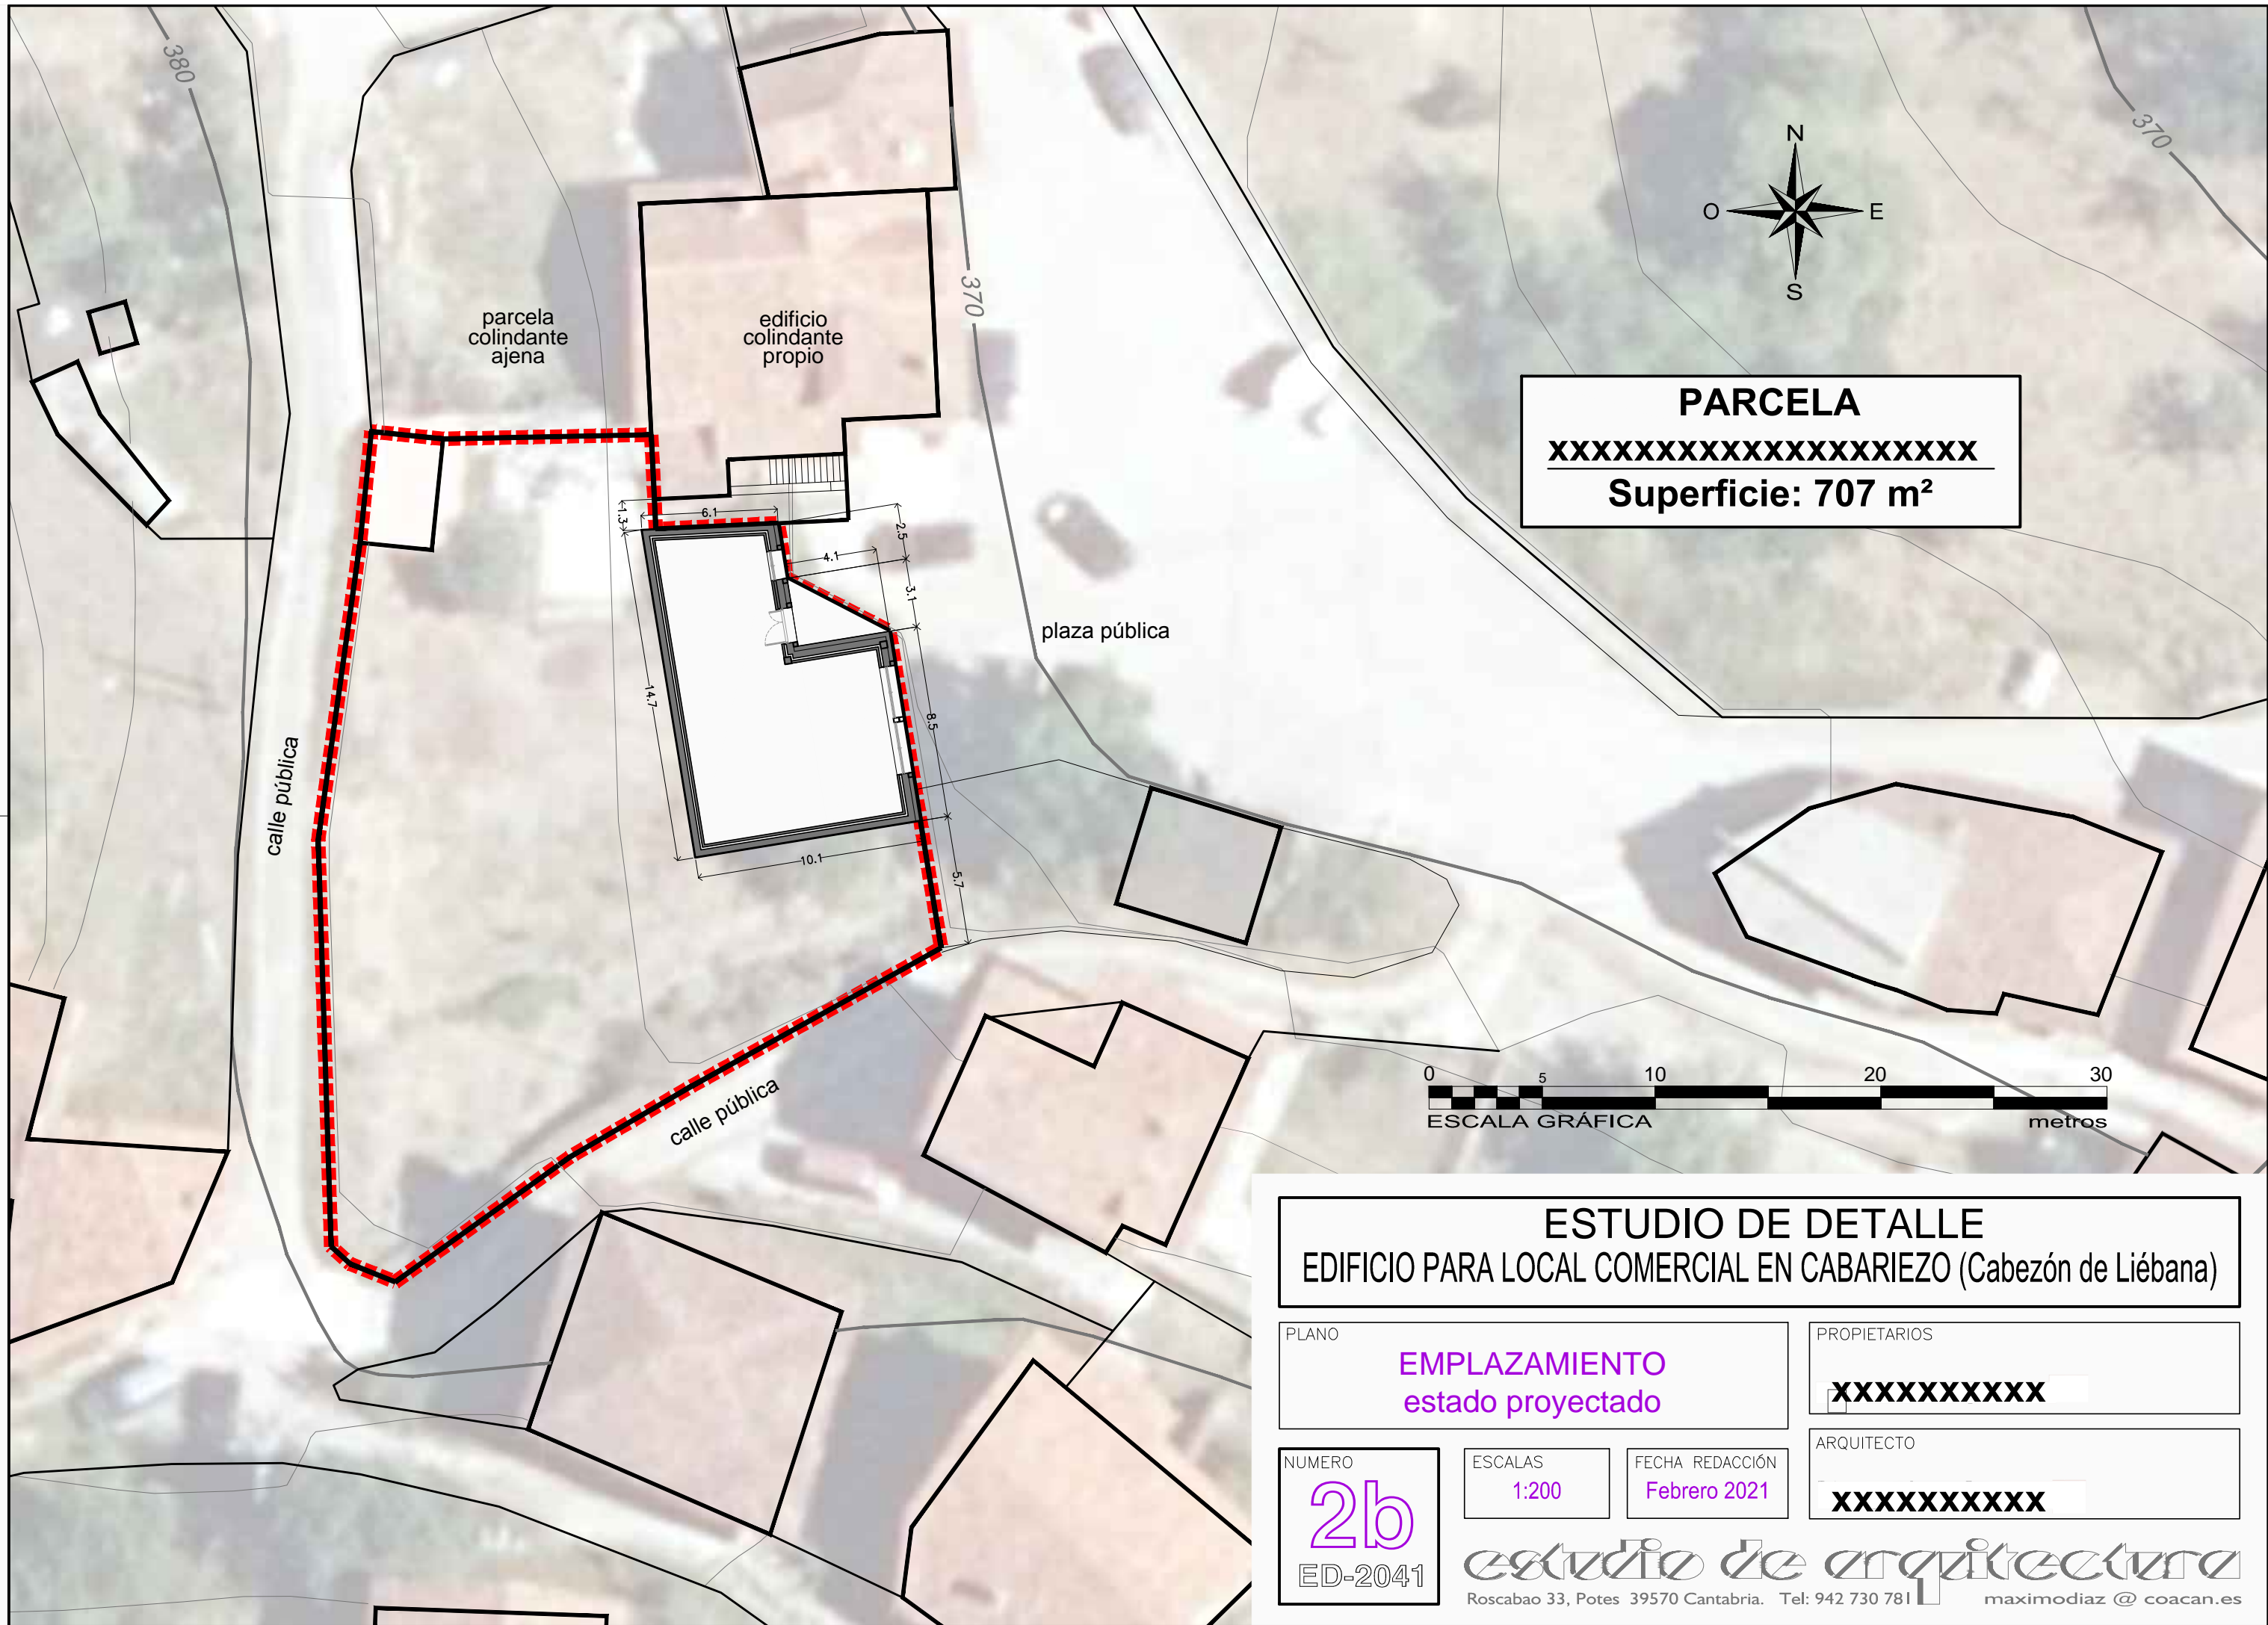 380
370
N
O
E
S
parcela
colindante
ajena
edificio
colindante
propio
370
PARCELA
xxxxxxxxxxxxxxxxxxxx
Superficie: 707 m²
1.3
6.1
2.5
4.1
3.1
plaza pública
14.7
8.5
calle pública
10.1
5.7
calle pública
0
5
10
20
30
ESCALA GRÁFICA
metros
ESTUDIO DE DETALLE
EDIFICIO PARA LOCAL COMERCIAL EN CABARIEZO (Cabezón de Liébana)
PLANO
EMPLAZAMIENTO
estado proyectado
PROPIETARIOS
xxxxxxxxxx
NUMERO
2b
ED-2041
ESCALAS
1:200
FECHA REDACCIÓN
Febrero 2021
ARQUITECTO
xxxxxxxxxx
estudio de arquitectura
Roscabao 33, Potes 39570 Cantabria. Tel: 942 730 781
maximodiaz @ coacan.es